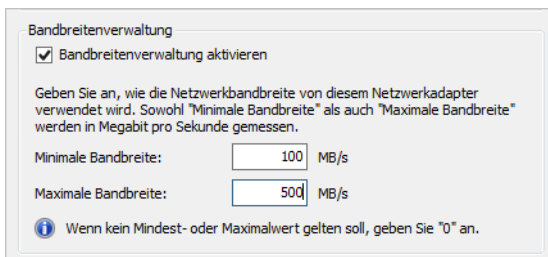 Bandbreitenverwaltung
Bandbreitenverwaltung aktivieren
Geben Sie an, wie die Netzwerkbandbreite von diesem Netzwerkadapter
verwendet wird. Sowohl "Minimale Bandbreite" als auch "Maximale Bandbreite"
werden in Megabit pro Sekunde gemessen.
Minimale Bandbreite: 100 MB/s
Maximale Bandbreite: 500 MB/s
Wenn kein Mindest- oder Maximalwert gelten soll, geben Sie "0" an.